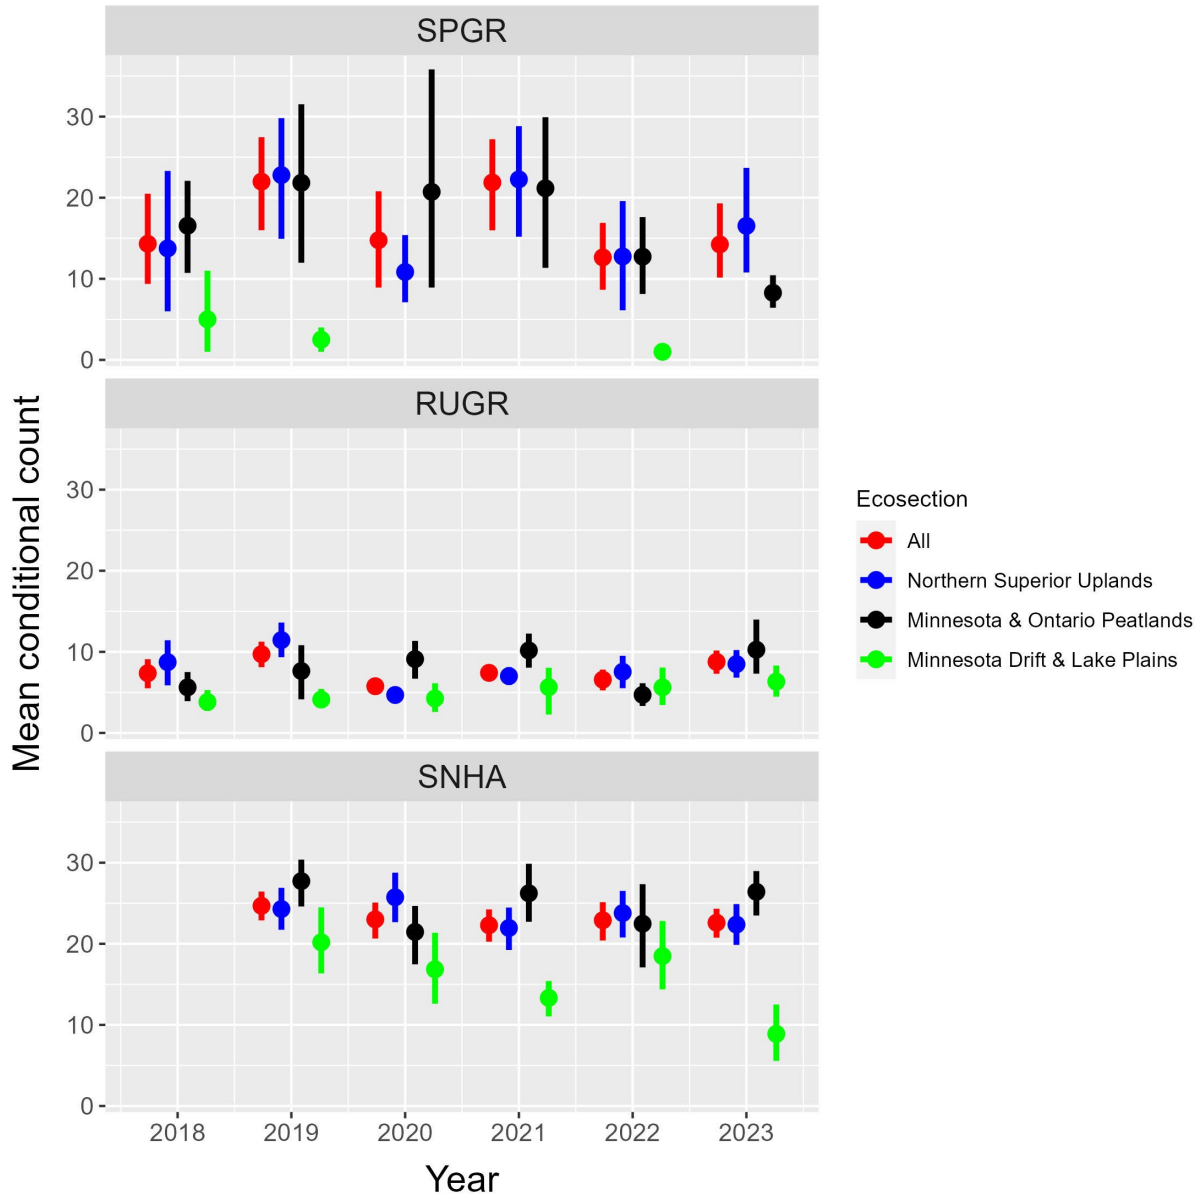 SPGR
30
20
10
0
RUGR
30
20
10
0
SNHA
30
20
10
0
2018 2019 2020 2021 2022 2023
Year
Mean conditional count
Ecosection
All
Northern Superior Uplands
Minnesota & Ontario Peatlands
Minnesota Drift & Lake Plains